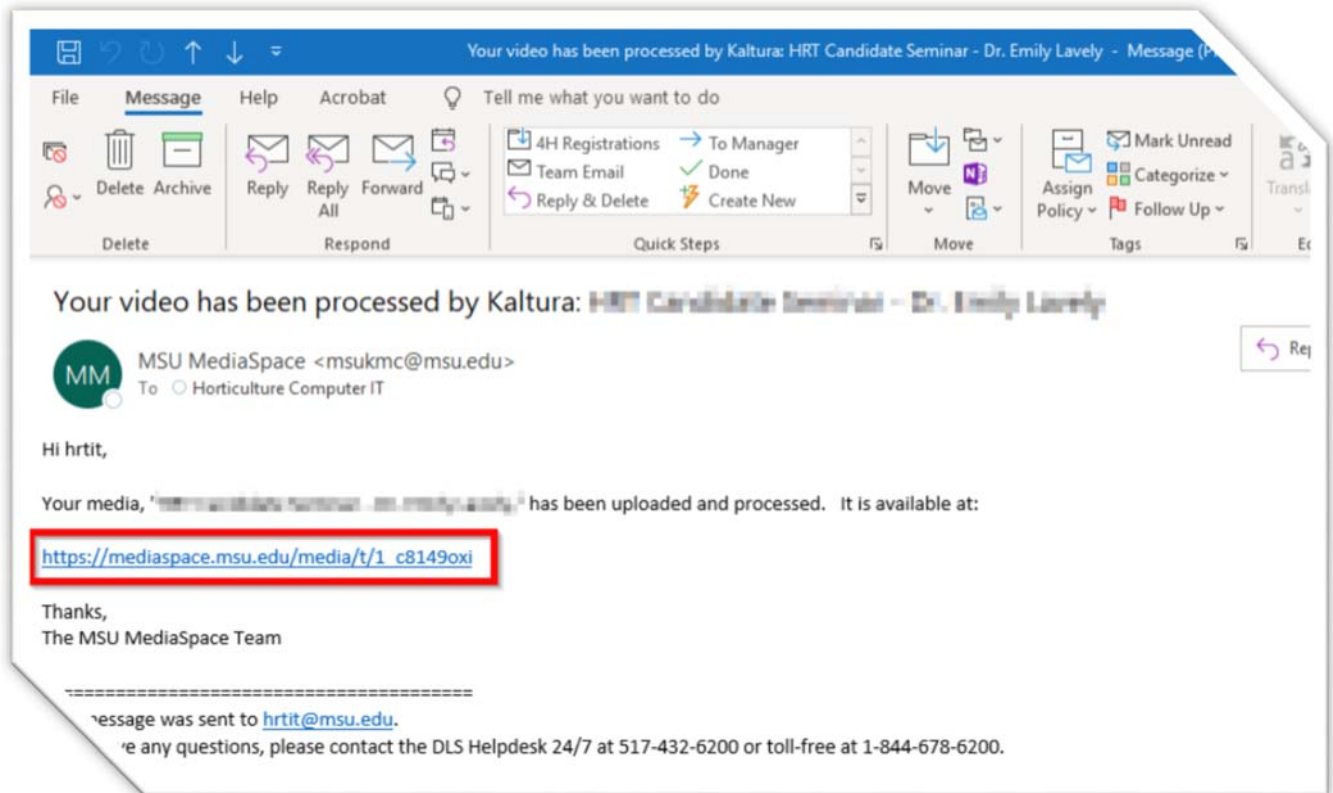 Your video has been processed by Kaltura: HRT Candidate Seminar - Dr. Emily Lavely - Message
File Message Help Acrobat Tell me what you want to do
4H Registrations To Manager
Team Email Done
Reply & Delete Create New
Delete Archive
Reply Reply All Forward
Move
Assign Policy
Mark Unread
Categorize
Follow Up
Delete Respond Quick Steps Move Tags
Your video has been processed by Kaltura:
MM
MSU MediaSpace <msukmc@msu.edu>
To Horticulture Computer IT
Hi hrtit,
Your media, " has been uploaded and processed. It is available at:
https://mediaspace.msu.edu/media/t/1_c8149oxi
Thanks,
The MSU MediaSpace Team
========================================
message was sent to hrtit@msu.edu.
any questions, please contact the DLS Helpdesk 24/7 at 517-432-6200 or toll-free at 1-844-678-6200.